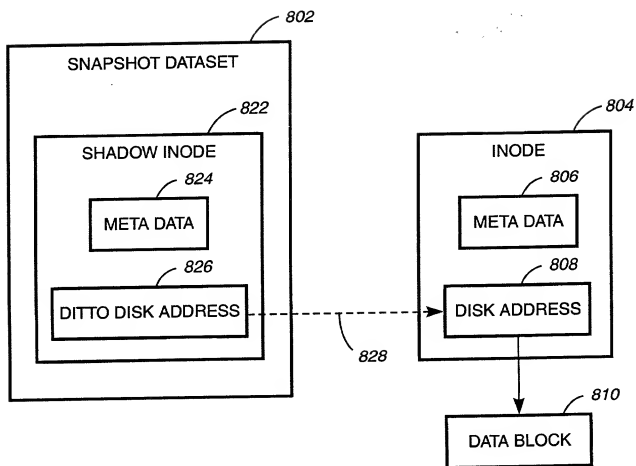 802
SNAPSHOT DATASET
822
SHADOW INODE
824
META DATA
826
DITTO DISK ADDRESS
828
804
INODE
806
META DATA
808
DISK ADDRESS
810
DATA BLOCK